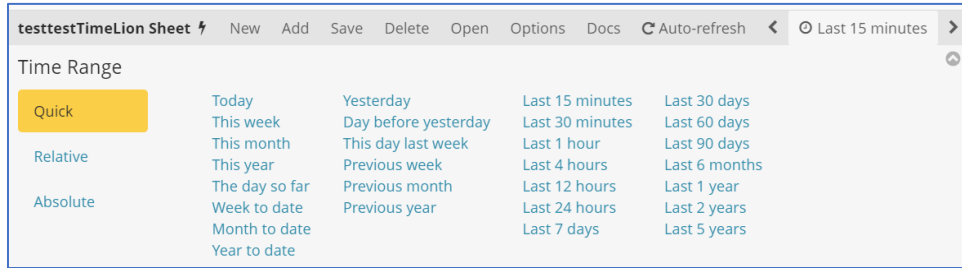 testtestTimeLion Sheet New Add Save Delete Open Options Docs Auto-refresh Last 15 minutes
Time Range
Quick
Relative
Absolute
Today
This week
This month
This year
The day so far
Week to date
Month to date
Year to date
Yesterday
Day before yesterday
This day last week
Previous week
Previous month
Previous year
Last 15 minutes
Last 30 minutes
Last 1 hour
Last 4 hours
Last 12 hours
Last 24 hours
Last 7 days
Last 30 days
Last 60 days
Last 90 days
Last 6 months
Last 1 year
Last 2 years
Last 5 years